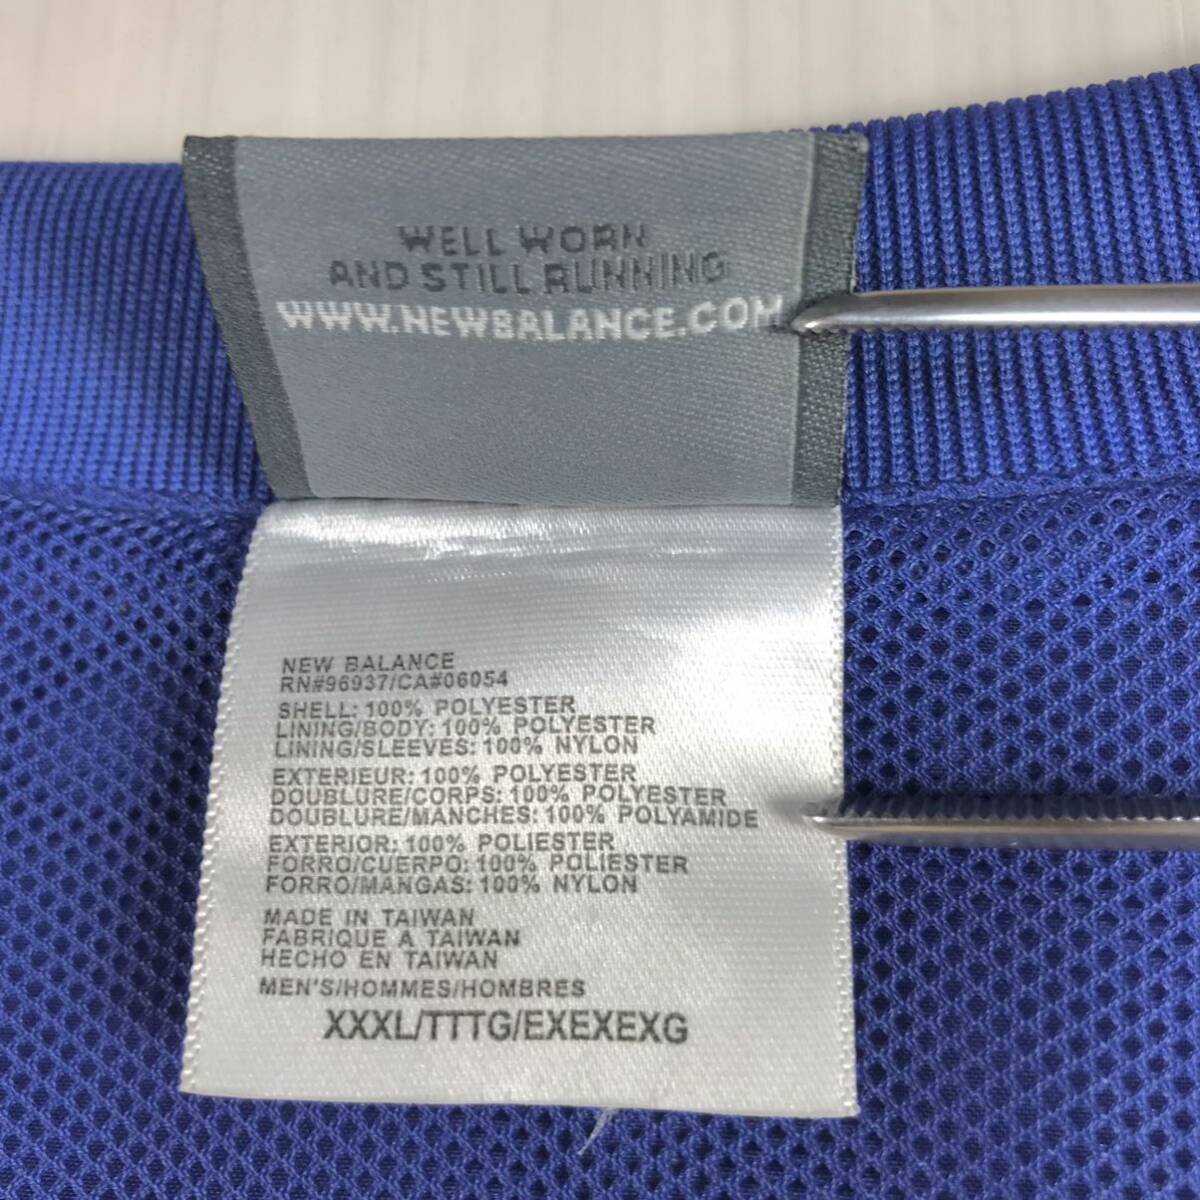 WELL WORN
AND STILL RUNNING
WWW.NEWBALANCE.COM
NEW BALANCE
RN#96937/CA#06054
SHELL: 100% POLYESTER
LINING/BODY: 100% POLYESTER
LINING/SLEEVES: 100% NYLON
EXTERIEUR: 100% POLYESTER
DOUBLURE/CORPS: 100% POLYESTER
DOUBLURE/MANCHES: 100% POLYAMIDE
EXTERIOR: 100% POLIESTER
FORRO/CUERPO: 100% POLIESTER
FORRO/MANGAS: 100% NYLON
MADE IN TAIWAN
FABRIQUE A TAIWAN
HECHO EN TAIWAN
MEN'S/HOMMES/HOMBRES
XXXL/TTTG/EXEXEXG